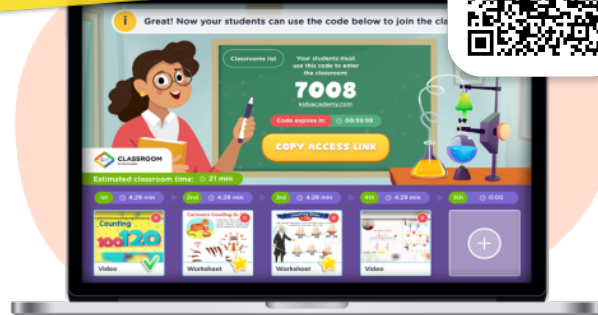 i
Great! Now your students can use the code below to join the cla
Classrooms list
Your students must
use this code to enter
the classroom:
7008
kidsacademy.com
Code expires in:
00:59:99
COPY ACCESS LINK
CLASSROOM
Estimated classroom time: 21 min
1st 4:29 min
2nd 4:29 min
3rd 4:29 min
4th 4:29 min
5th 0:00
Counting
100 120
Video
Worksheet
Worksheet
Video